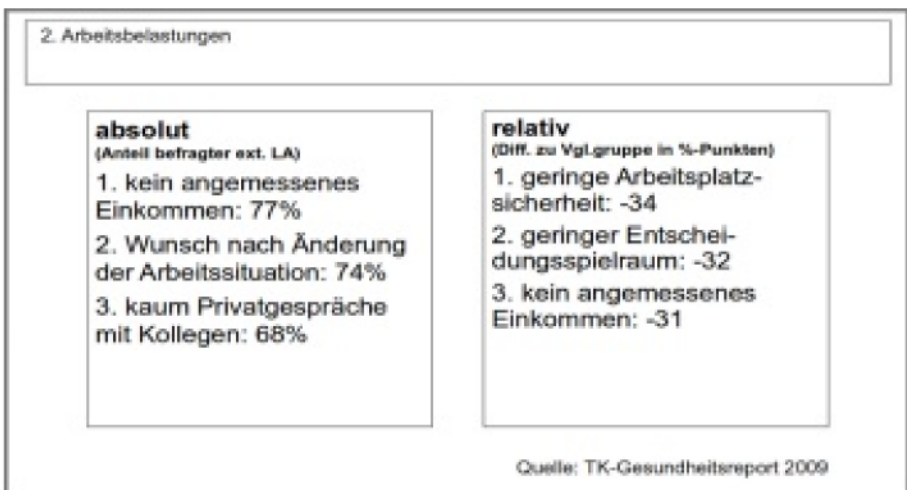 2. Arbeitsbelastungen
absolut
(Anteil befragter ext. LA)
1. kein angemessenes
Einkommen: 77%
2. Wunsch nach Änderung
der Arbeitssituation: 74%
3. kaum Privatgespräche
mit Kollegen: 68%
relativ
(Diff. zu Vgl.gruppe in %-Punkten)
1. geringe Arbeitsplatz-
sicherheit: -34
2. geringer Entschei-
dungsspielraum: -32
3. kein angemessenes
Einkommen: -31
Quelle: TK-Gesundheitsreport 2009